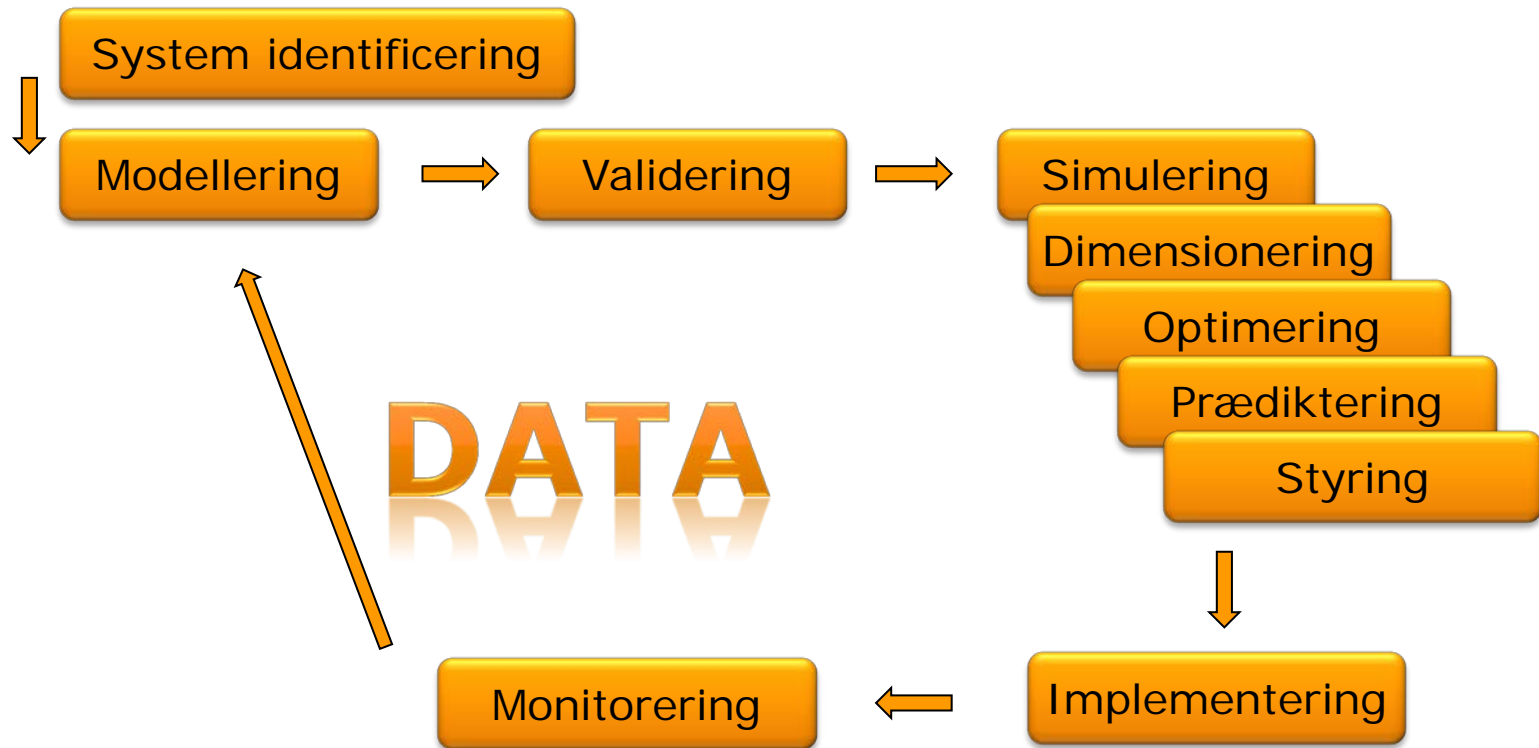 System identificering
Modellering
Validering
Simulering
Dimensionering
Optimering
Prædiktering
Styring
DATA
Monitorering
Implementering